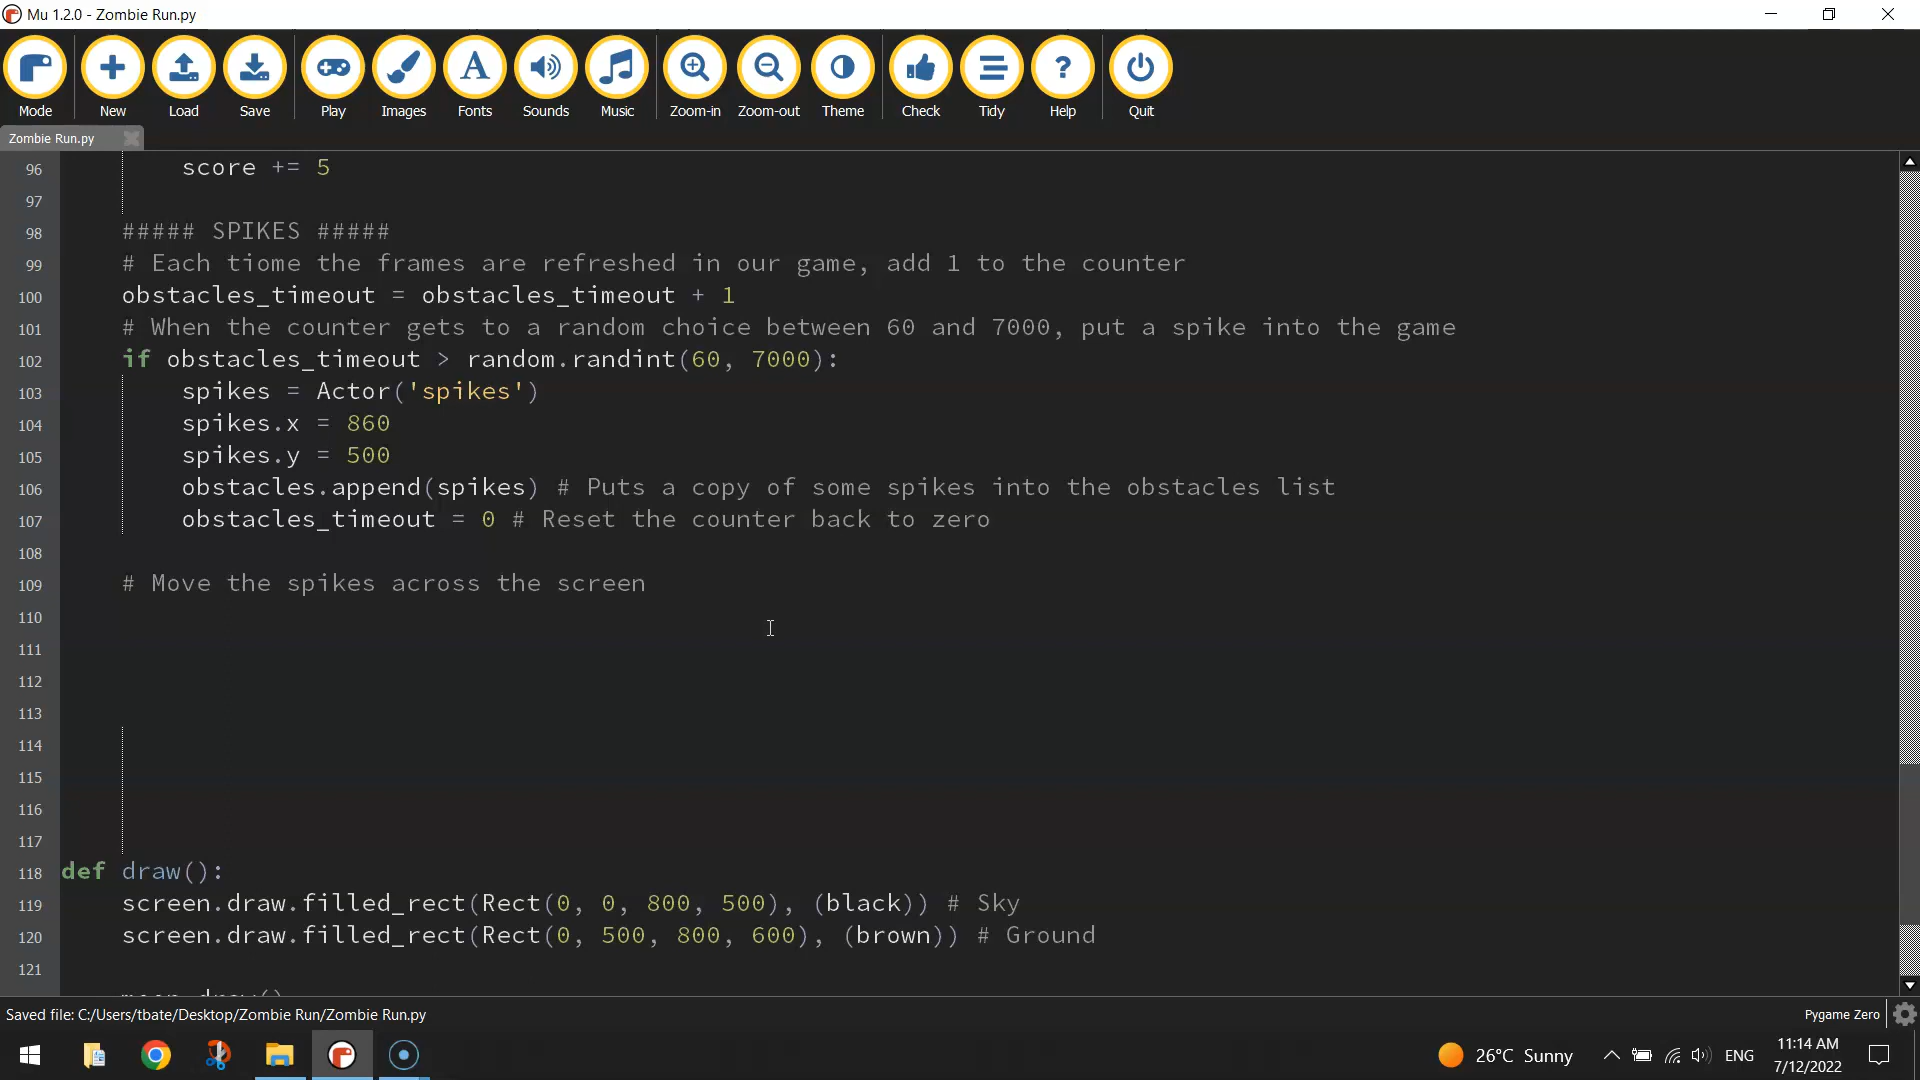 Mu 1.2.0 - Zombie Run.py
Mode New Load Save Play Images Fonts Sounds Music Zoom-in Zoom-out Theme Check Tidy Help Quit
Zombie Run.py
96 score += 5
97
98 ##### SPIKES #####
99 # Each tiome the frames are refreshed in our game, add 1 to the counter
100 obstacles_timeout = obstacles_timeout + 1
101 # When the counter gets to a random choice between 60 and 7000, put a spike into the game
102 if obstacles_timeout > random.randint(60, 7000):
103 spikes = Actor('spikes')
104 spikes.x = 860
105 spikes.y = 500
106 obstacles.append(spikes) # Puts a copy of some spikes into the obstacles list
107 obstacles_timeout = 0 # Reset the counter back to zero
108
109 # Move the spikes across the screen
110
111
112
113
114
115
116
117
118 def draw():
119 screen.draw.filled_rect(Rect(0, 0, 800, 500), (black)) # Sky
120 screen.draw.filled_rect(Rect(0, 500, 800, 600), (brown)) # Ground
121
Saved file: C:/Users/tbate/Desktop/Zombie Run/Zombie Run.py
Pygame Zero
26°C Sunny
ENG
11:14 AM
7/12/2022